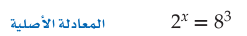 2^x = 8^3 المعادلة الأصلية